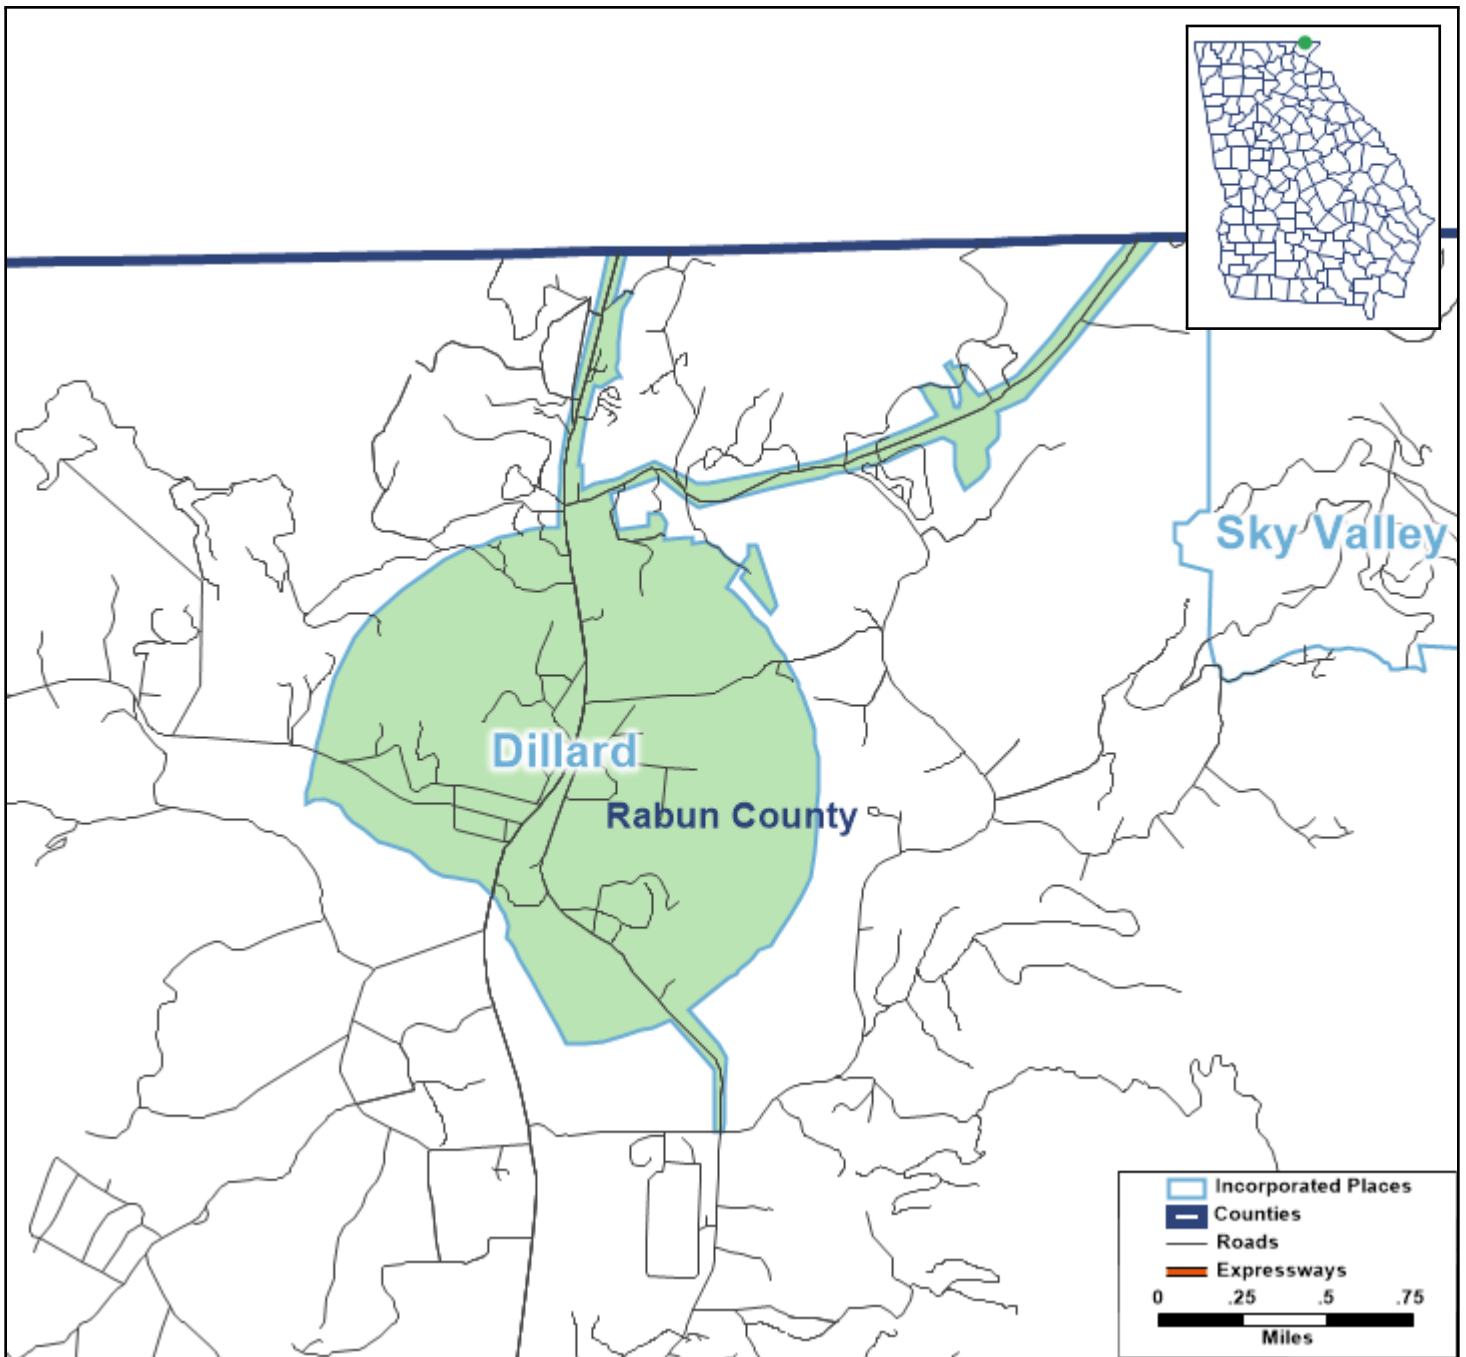 Sky Valley
Dillard
Rabun County
Incorporated Places
Counties
Roads
Expressways
0 .25 .5 .75
Miles